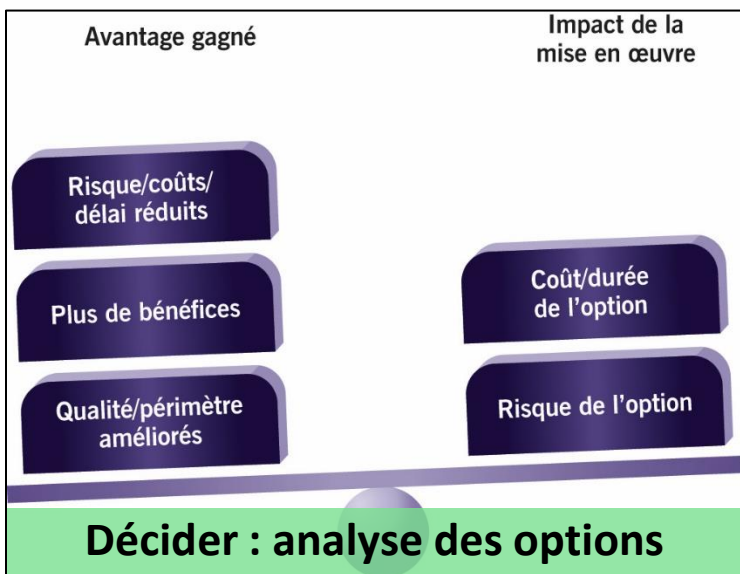 Avantage gagné
Impact de la
mise en œuvre
Risque/coûts/
délai réduits
Plus de bénéfices
Qualité/périmètre
améliorés
Coût/durée
de l’option
Risque de l’option
Décider : analyse des options